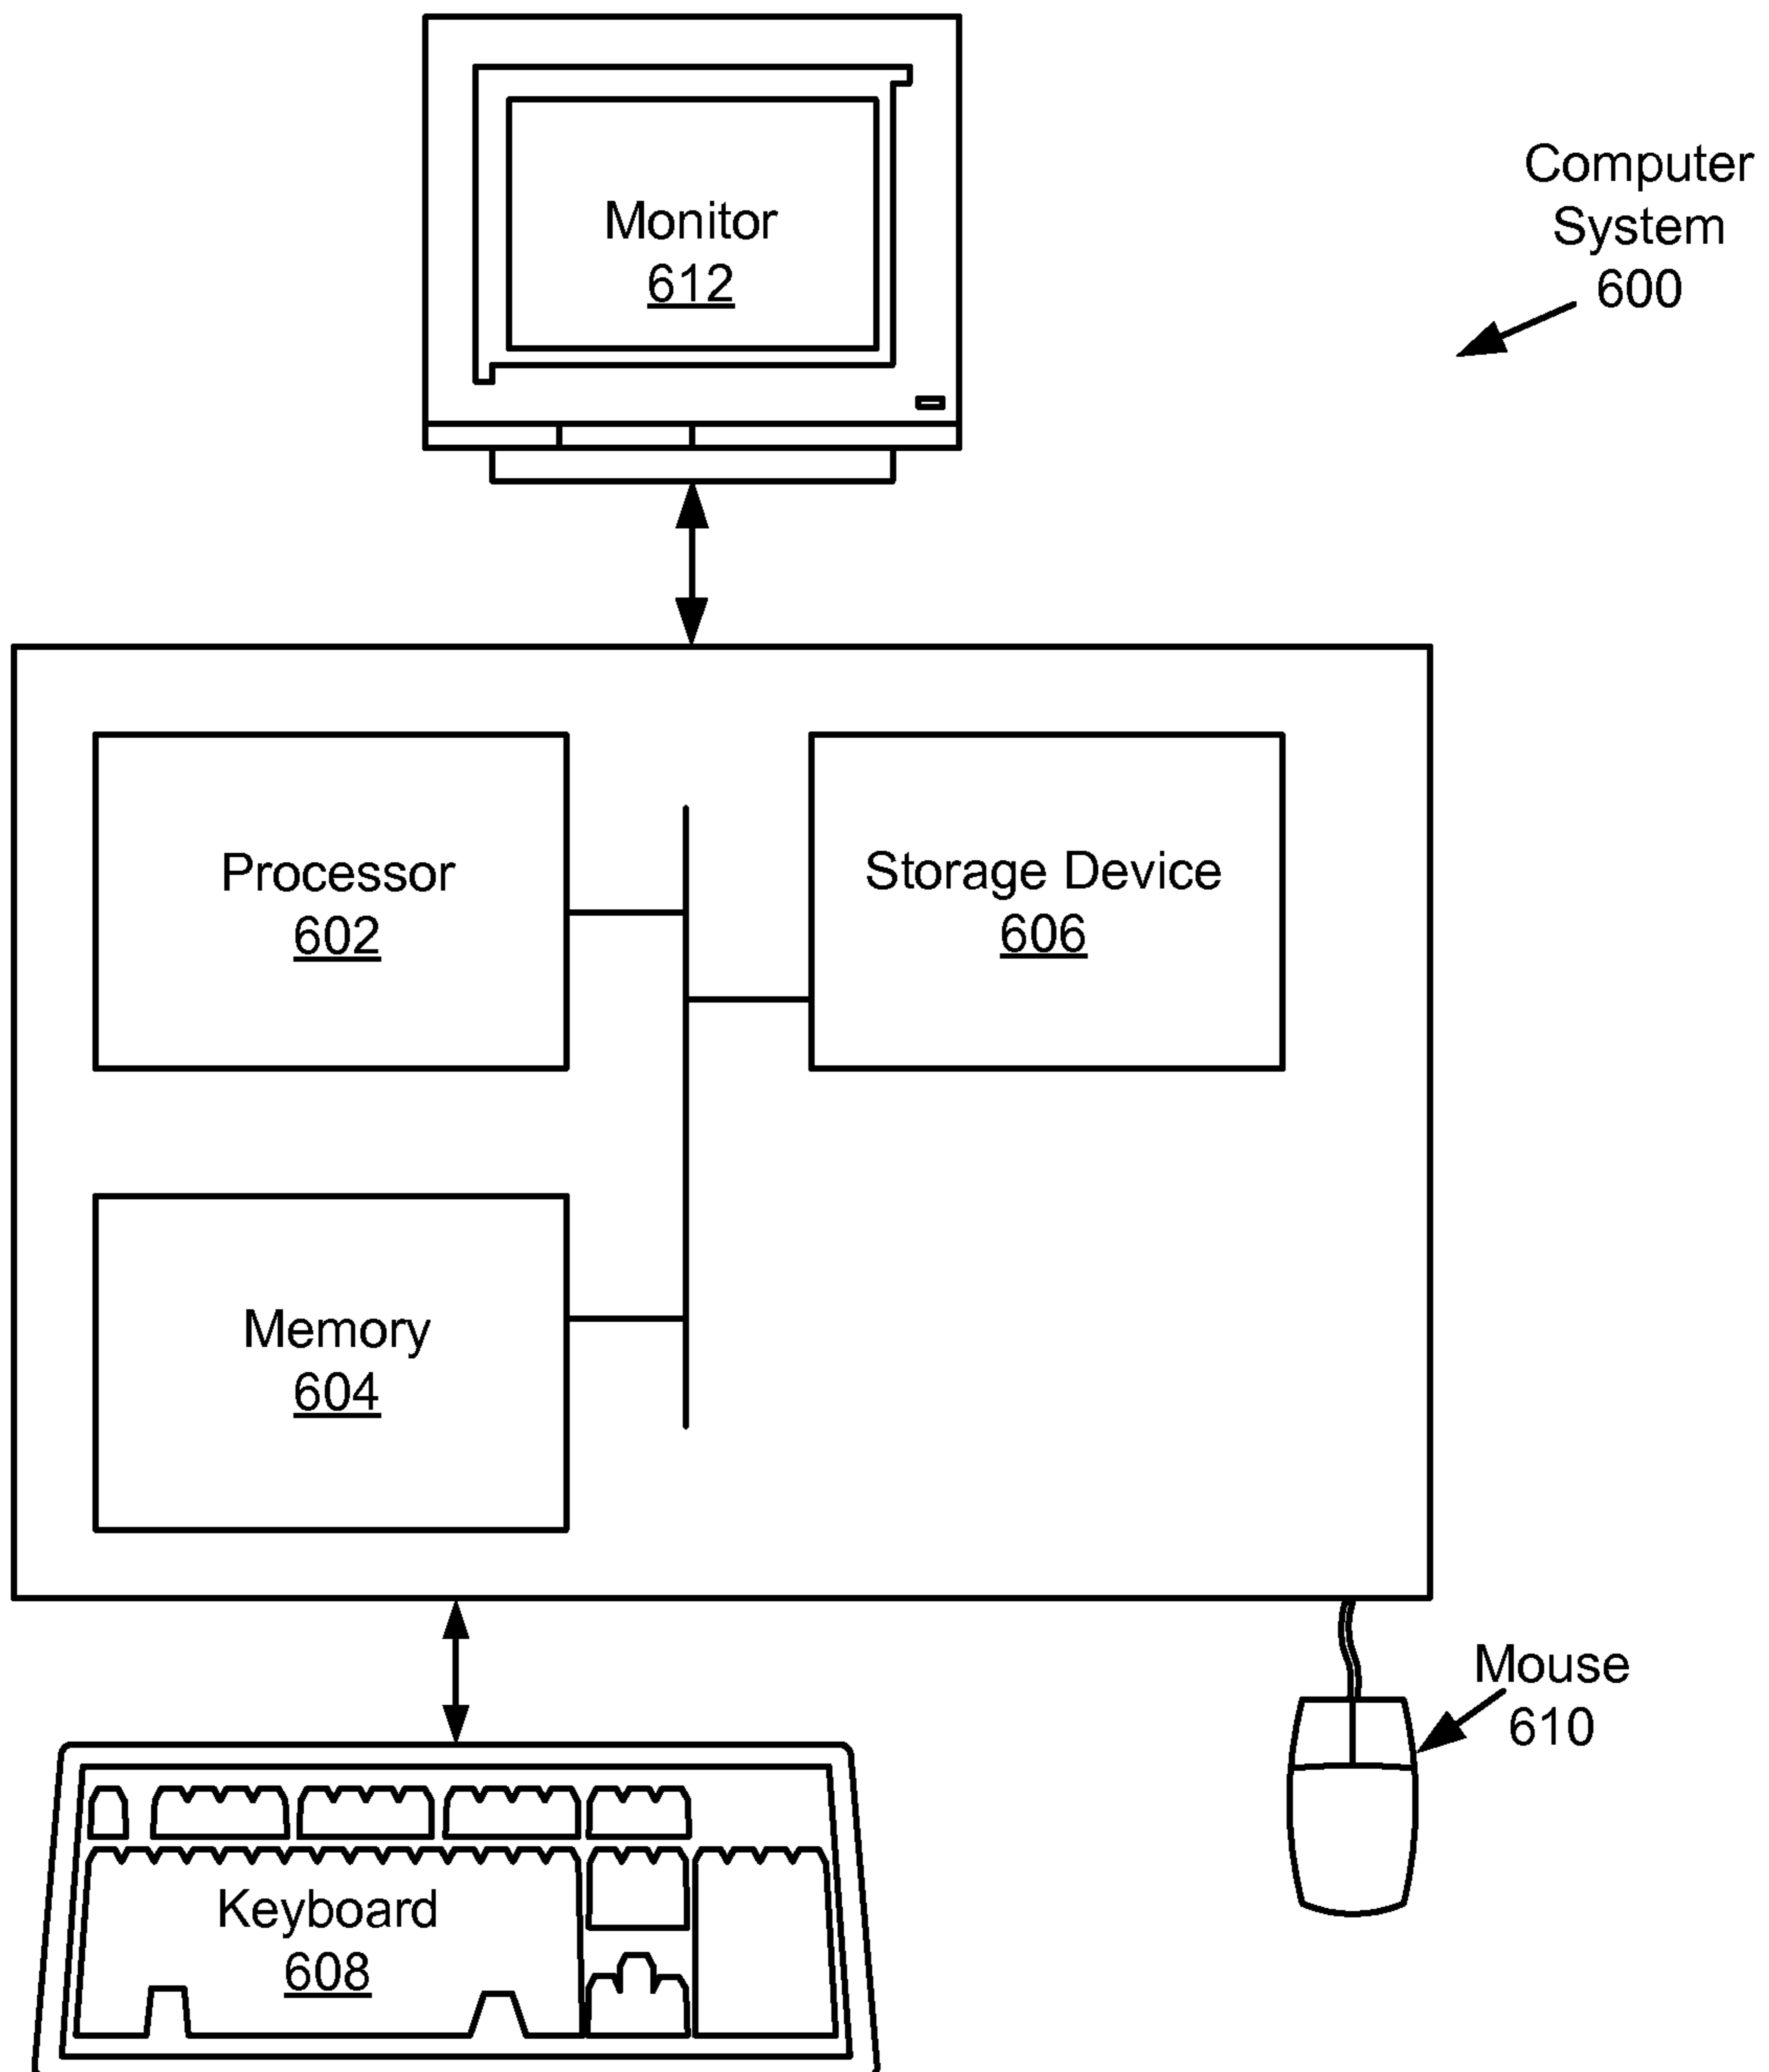 Monitor
612
Computer
System
600
Processor
602
Storage Device
606
Memory
604
Mouse
610
Keyboard
608